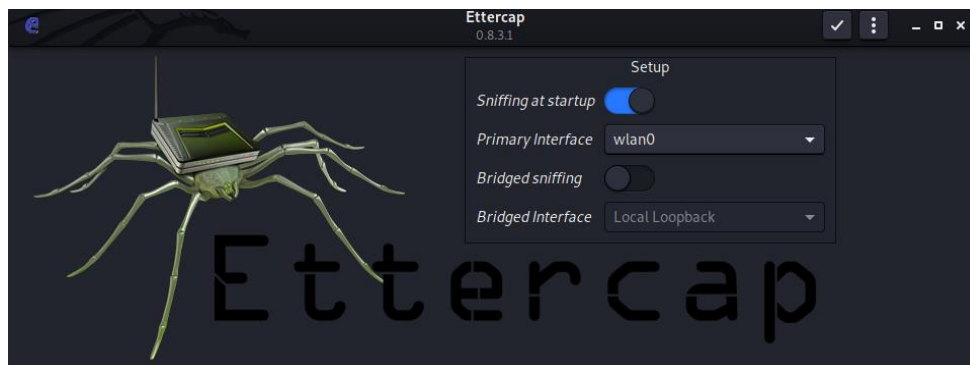 Ettercap
0.8.3.1
Setup
Sniffing at startup
Primary Interface wlan0
Bridged sniffing
Bridged Interface Local Loopback
Ettercap